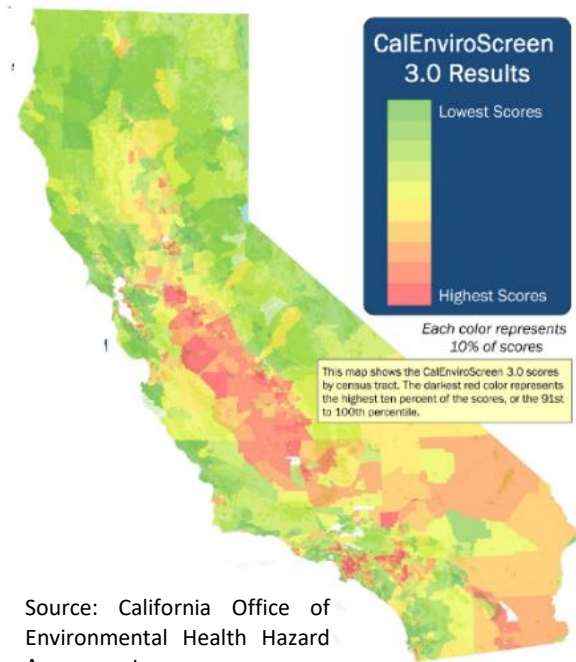 CalEnviroScreen
3.0 Results
Lowest Scores
Highest Scores
Each color represents
10% of scores
This map shows the CalEnviroScreen 3.0 scores
by census tract. The darkest red color represents
the highest ten percent of the scores, or the 91st
to 100th percentile.
Source: California Office of
Environmental Health Hazard